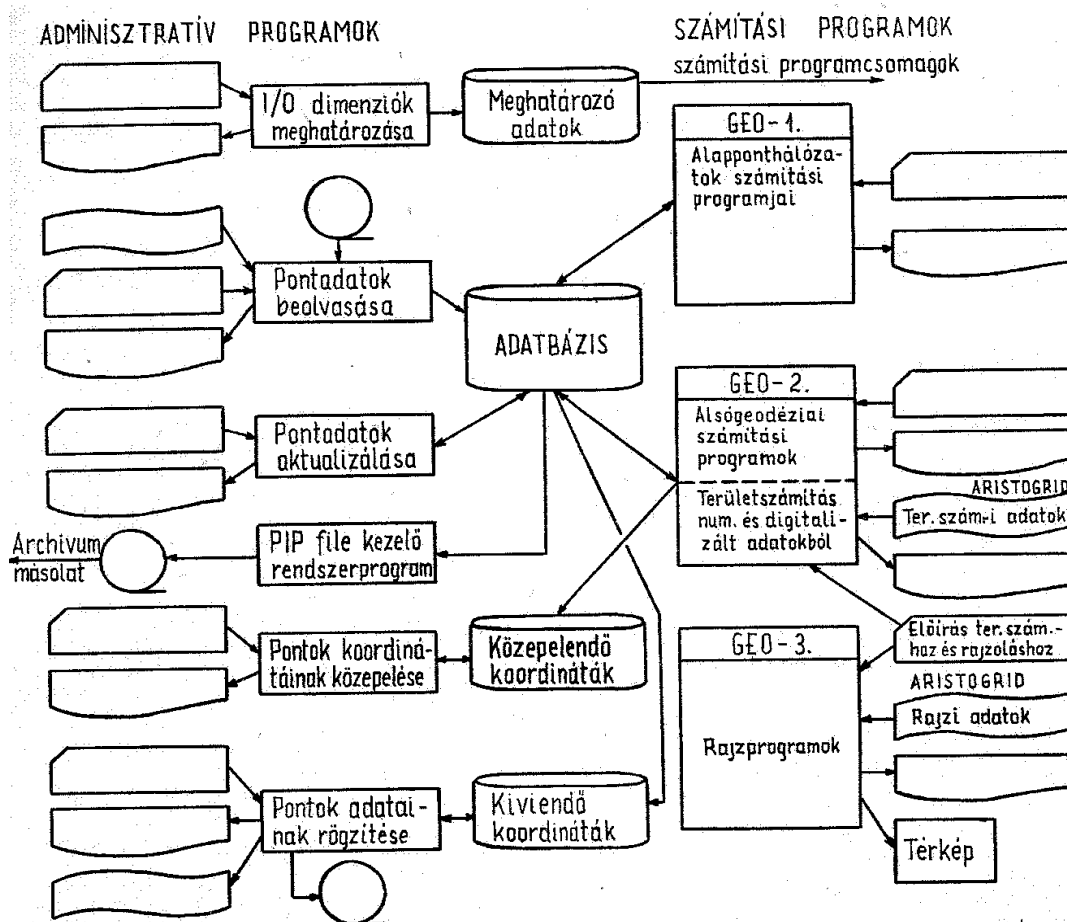 ADMINISZTRATÍV PROGRAMOK
I/O dimenziók
meghatározása
Meghatározó
adatok
Pontadatok
beolvasása
ADATBÁZIS
Pontadatok
aktualizálása
Archivum
másolat
PIP file kezelő
rendszerprogram
Pontok koordiná-
táinak közepelése
Közepelendő
koordináták
Pontok adatai-
nak rögzítése
Kiviendő
koordináták
SZÁMÍTÁSI PROGRAMOK
számítási programcsomagok
GEO-1.
Alapponthálóza-
tok számítási
programjai
GEO-2.
Alsógeodéziai
számítási
programok
Területszámítás
num. és digitali-
zált adatokból
ARISTOGRID
Ter. szám-i adatok
Előírás ter. szám.-
haz és rajzoláshoz
GEO-3.
Rajzprogramok
ARISTOGRID
Rajzi adatok
Térkép